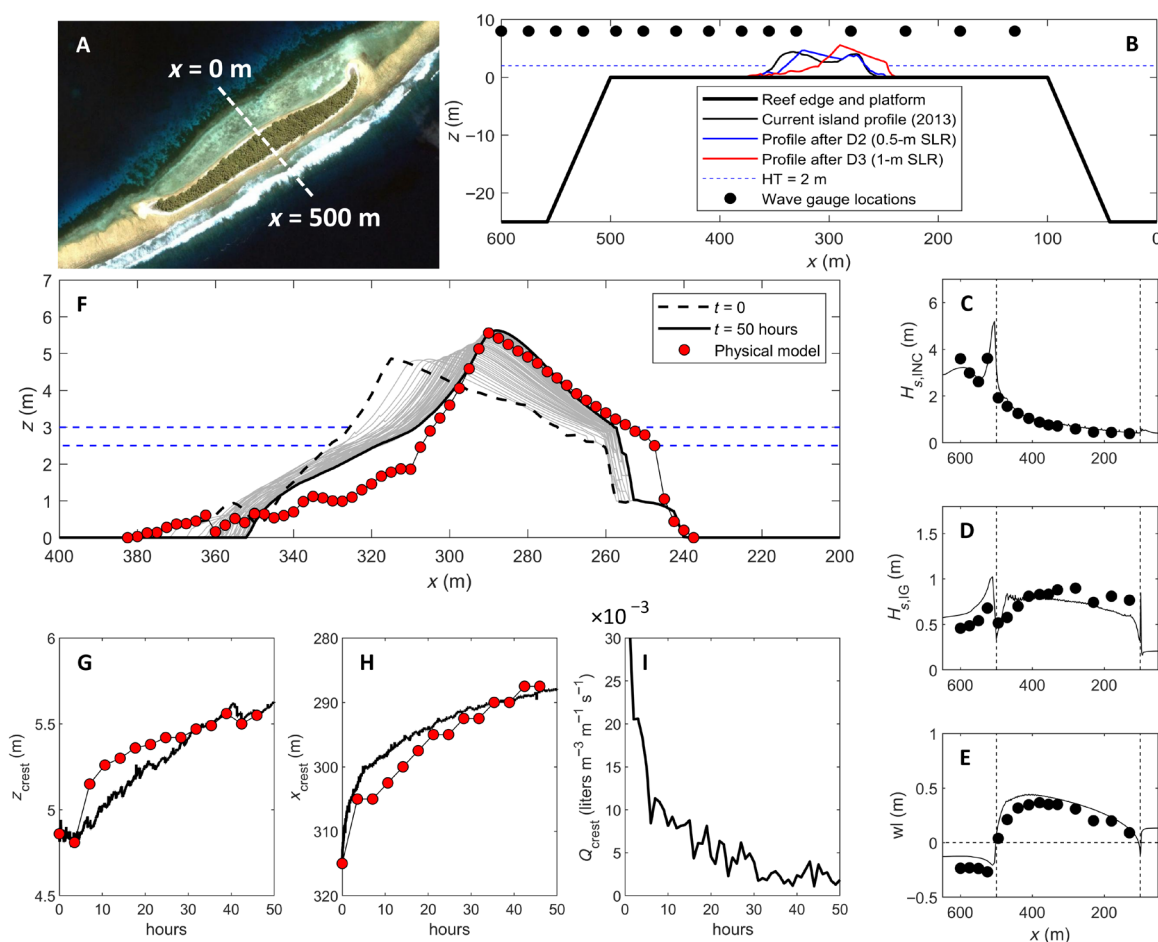 A
x = 0 m
x = 500 m
B
10
0
−10
−20
z (m)
Reef edge and platform
Current island profile (2013)
Profile after D2 (0.5-m SLR)
Profile after D3 (1-m SLR)
HT = 2 m
Wave gauge locations
600 500 400 300 200 100 0
x (m)
F
7
6
5
4
3
2
1
0
z (m)
t = 0
t = 50 hours
Physical model
400 380 360 340 320 300 280 260 240 220 200
x (m)
C
6
4
2
0
Hs,INC (m)
600 400 200
D
1.5
1
0.5
0
Hs,IG (m)
600 400 200
E
1
0.5
0
−0.5
wl (m)
600 400 200
x (m)
G
6
5.5
5
4.5
zcrest (m)
0 10 20 30 40 50
hours
H
280
290
300
310
320
xcrest (m)
0 10 20 30 40 50
hours
×10−3
I
30
25
20
15
10
5
0
Qcrest (liters m−3 m−1 s−1)
0 10 20 30 40 50
hours